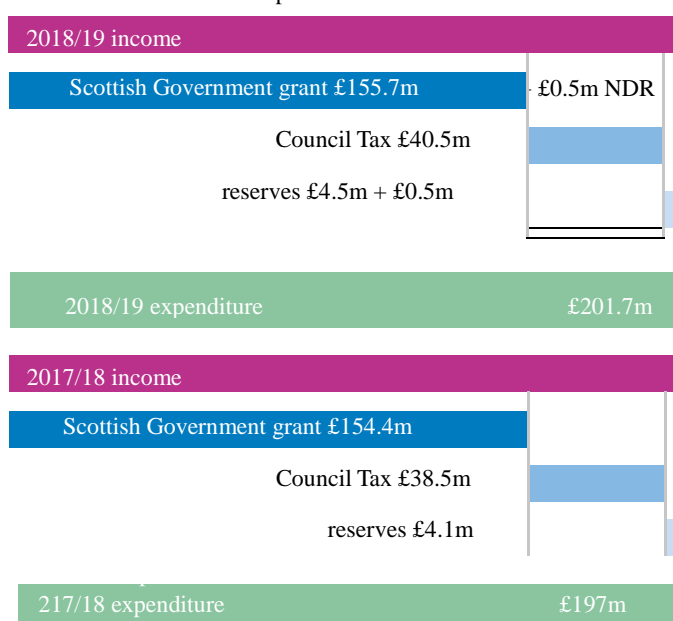 2018/19 income
Scottish Government grant £155.7m - £0.5m NDR
Council Tax £40.5m
reserves £4.5m + £0.5m
2018/19 expenditure £201.7m
2017/18 income
Scottish Government grant £154.4m
Council Tax £38.5m
reserves £4.1m
217/18 expenditure £197m